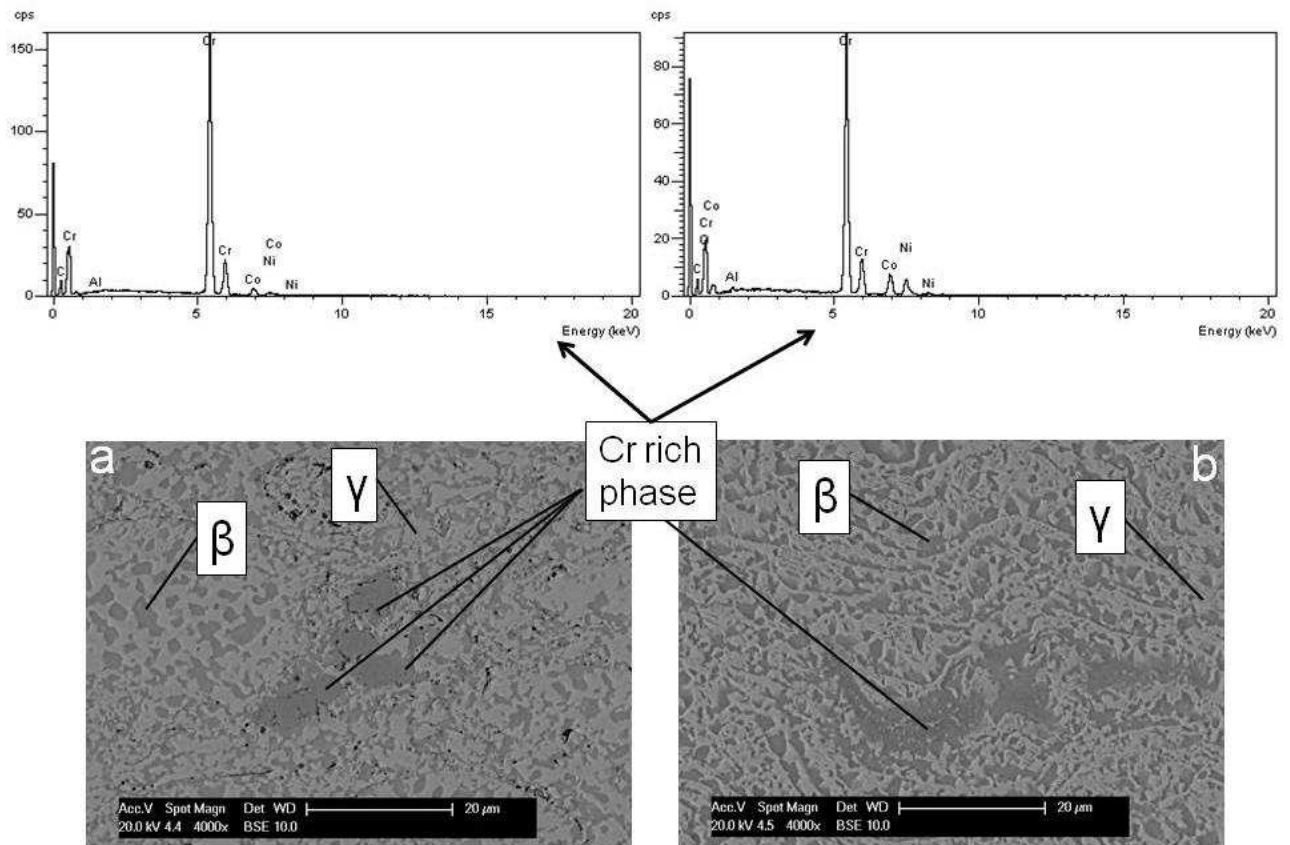 cps
150
100
50
0
Cr
Cr
C
Al
Cr
Co
Co
Ni
Ni
0
5
10
15
20
Energy (keV)
cps
80
60
40
20
0
Cr
Co
Cr
C
Al
Cr
Co
Ni
Ni
0
5
10
15
20
Energy (keV)
Cr rich
phase
a
β
γ
b
β
γ
Acc.V Spot Magn Det WD 20 μm
20.0 kV 4.4 4000x BSE 10.0
Acc.V Spot Magn Det WD 20 μm
20.0 kV 4.5 4000x BSE 10.0